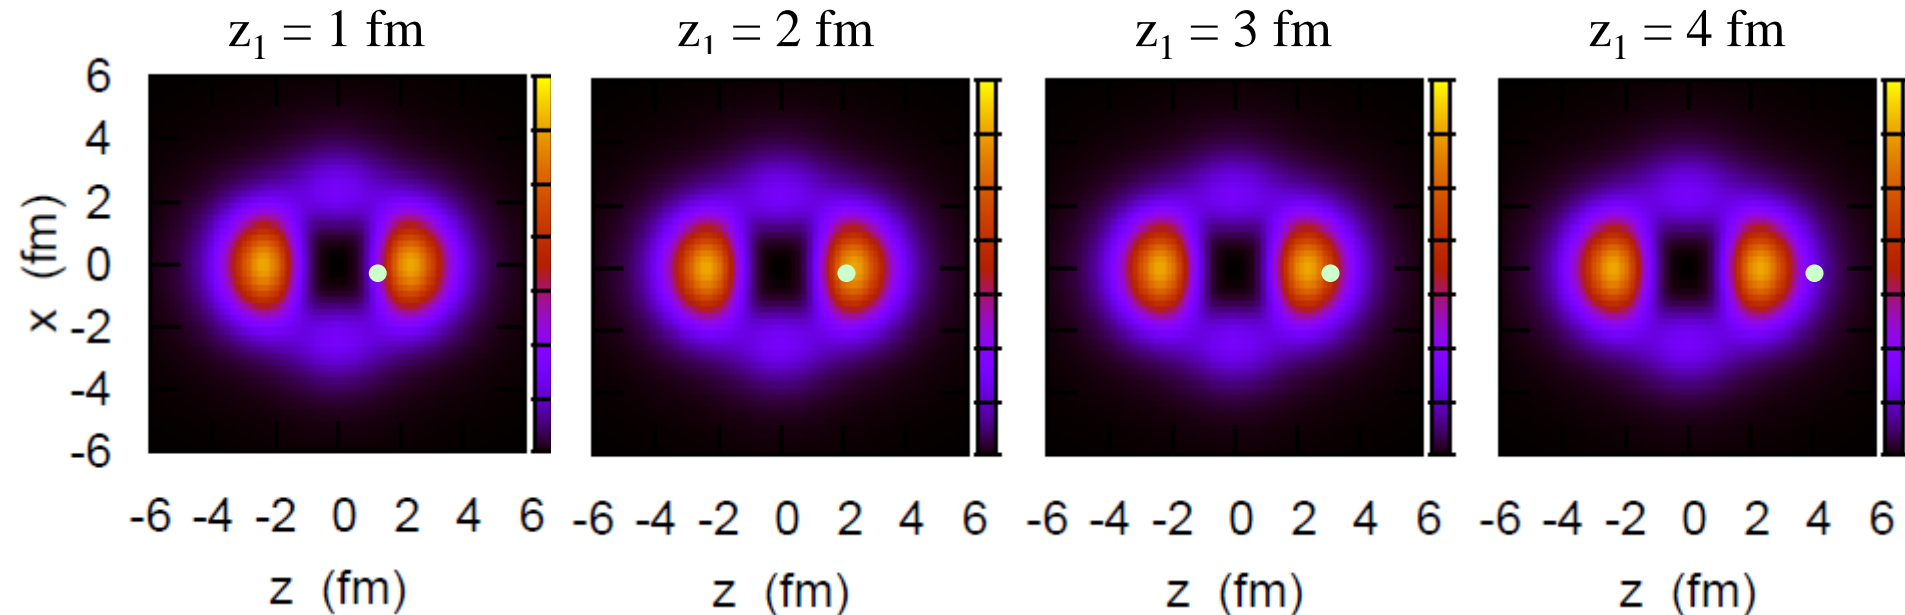 z₁ = 1 fm z₁ = 2 fm z₁ = 3 fm z₁ = 4 fm
6
4
2
0
-2
-4
-6
x (fm)
-6 -4 -2 0 2 4 6 -6 -4 -2 0 2 4 6 -6 -4 -2 0 2 4 6 -6 -4 -2 0 2 4 6
z (fm) z (fm) z (fm) z (fm)